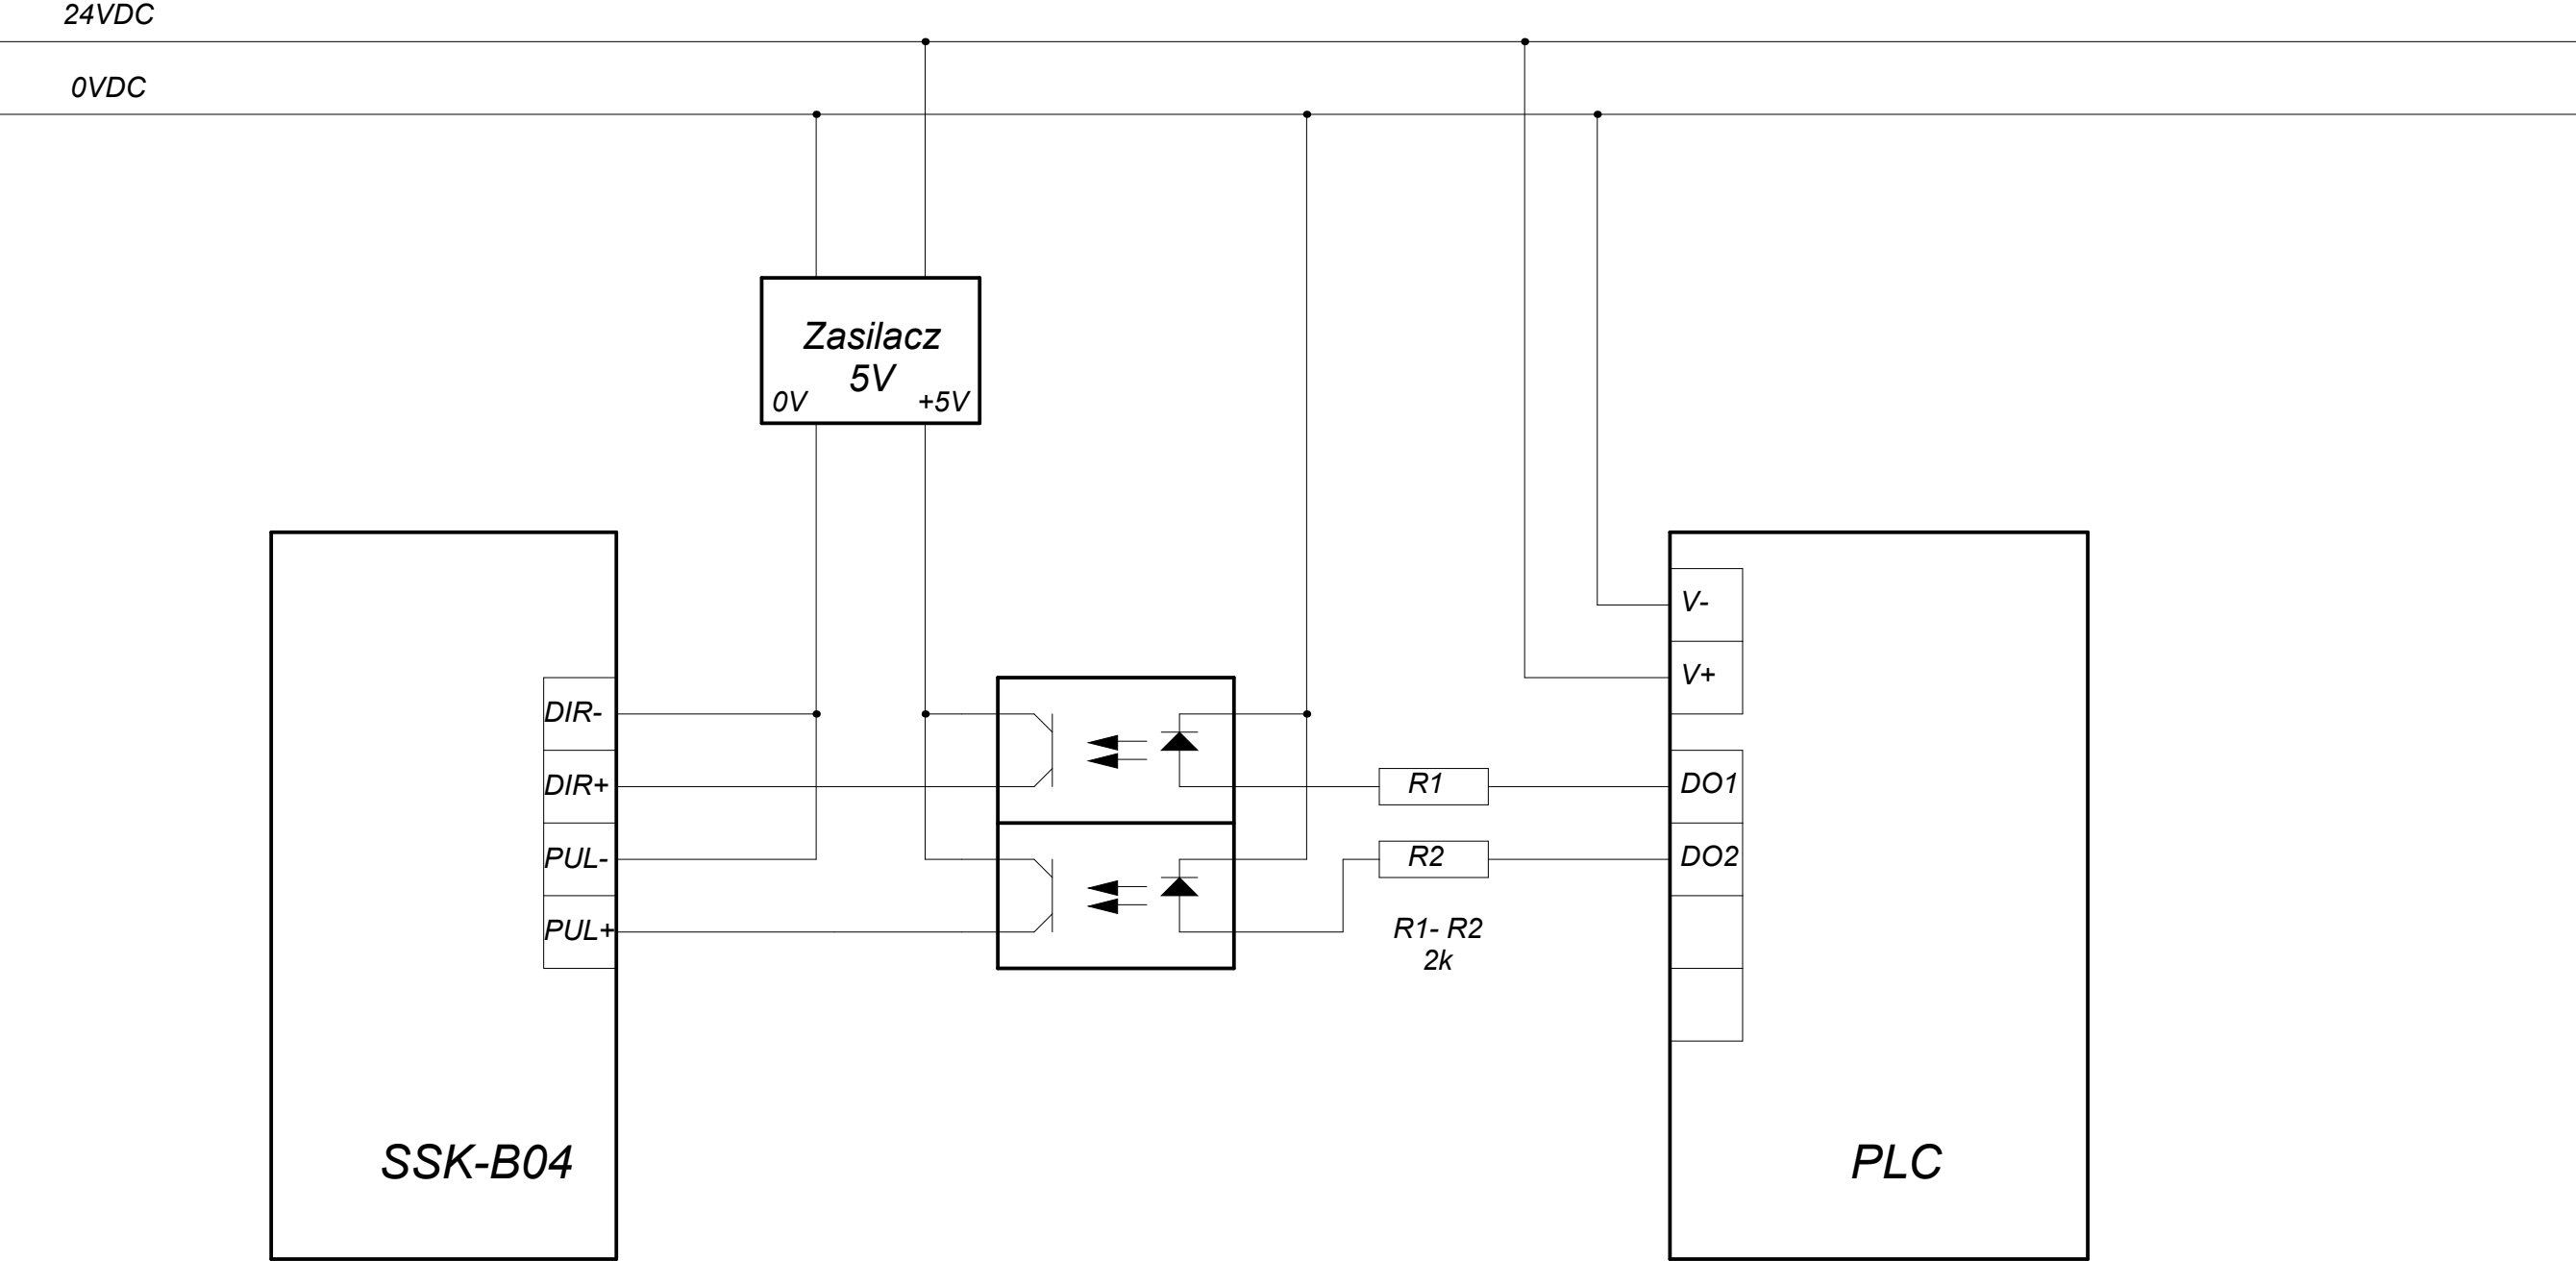 24VDC
0VDC
Zasilacz
5V
0V
+5V
DIR-
DIR+
PUL-
PUL+
SSK-B04
R1
R2
R1- R2
2k
V-
V+
DO1
DO2
PLC